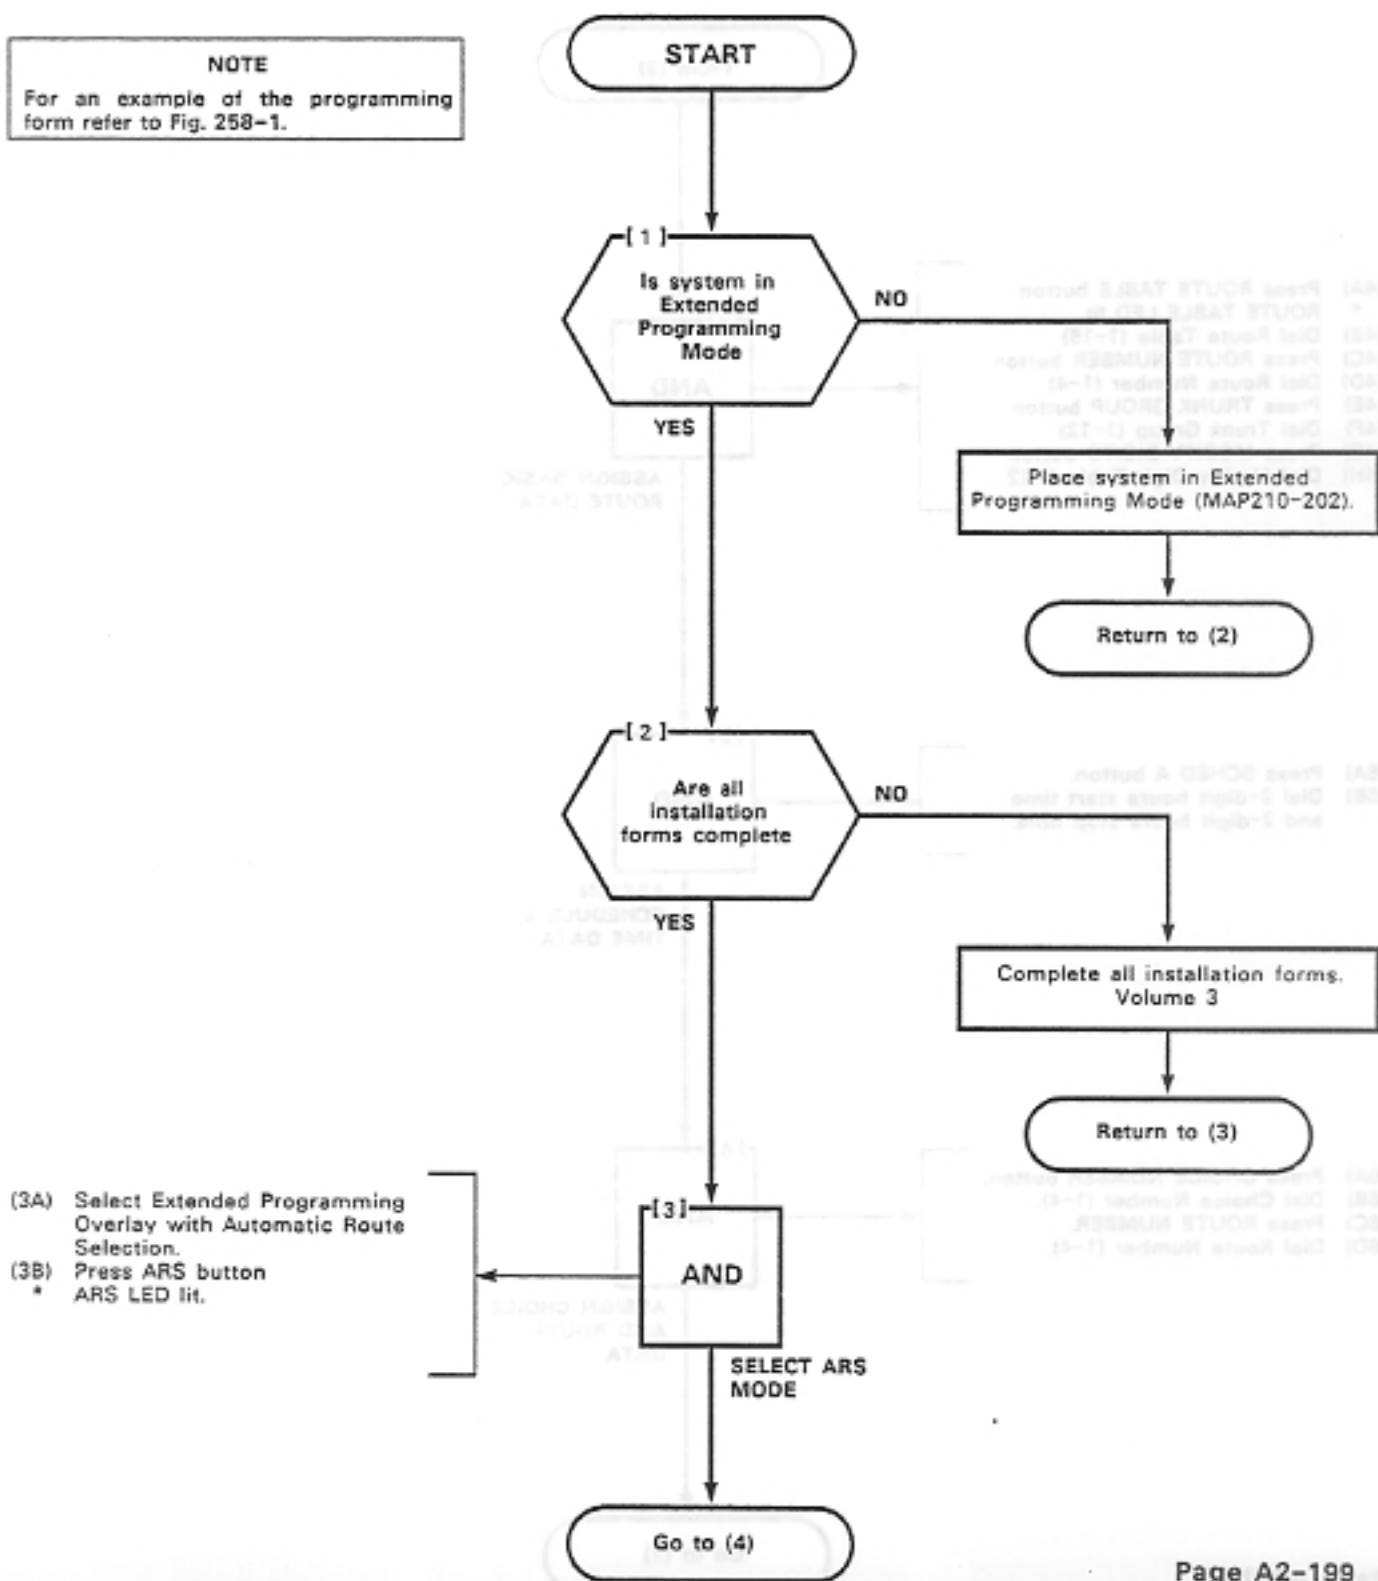 NOTE
For an example of the programming
form refer to Fig. 258-1.
START
[1]
Is system in
Extended
Programming
Mode
NO
YES
Place system in Extended
Programming Mode (MAP210-202).
Return to (2)
[2]
Are all
installation
forms complete
NO
YES
Complete all installation forms.
Volume 3
Return to (3)
[3]
AND
(3A) Select Extended Programming
Overlay with Automatic Route
Selection.
(3B) Press ARS button
* ARS LED lit.
SELECT ARS
MODE
Go to (4)
Page A2-199